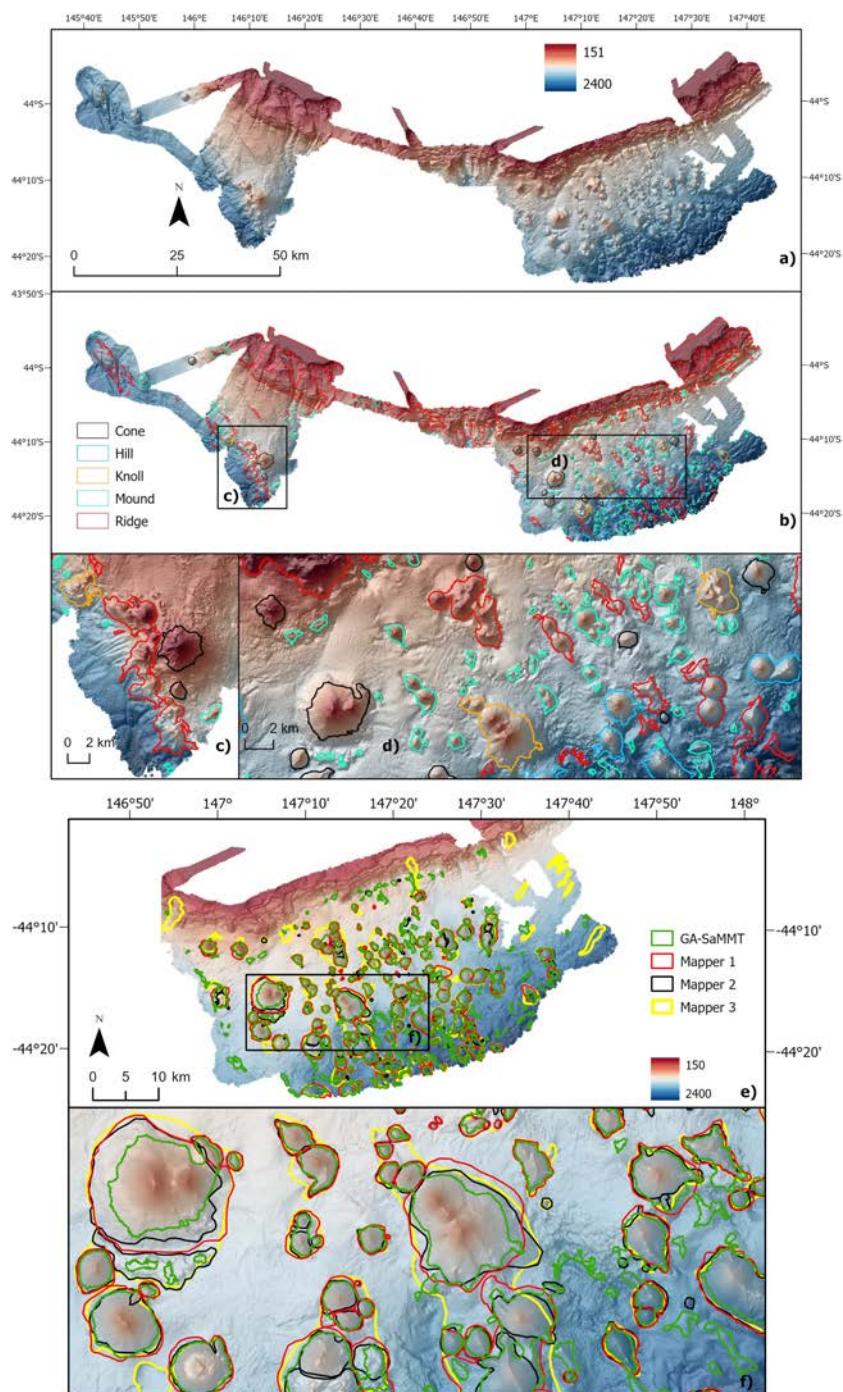 145°40'E 145°50'E 146°0'E 146°10'E 146°20'E 146°30'E 146°40'E 146°50'E 147°0'E 147°10'E 147°20'E 147°30'E 147°40'E
151
2400
44°S 44°S
44°10'S 44°10'S
44°20'S 44°20'S
N
0 25 50 km
a)
43°50'S
44°S 44°S
44°10'S 44°10'S
44°20'S 44°20'S
Cone
Hill
Knoll
Mound
Ridge
c)
d)
b)
0 2 km
c)
0 2 km
d)
146°50' 147° 147°10' 147°20' 147°30' 147°40' 147°50' 148°
-44°10' -44°10'
-44°20' -44°20'
GA-SaMMT
Mapper 1
Mapper 2
Mapper 3
N
0 5 10 km
150
2400
f)
e)
f)